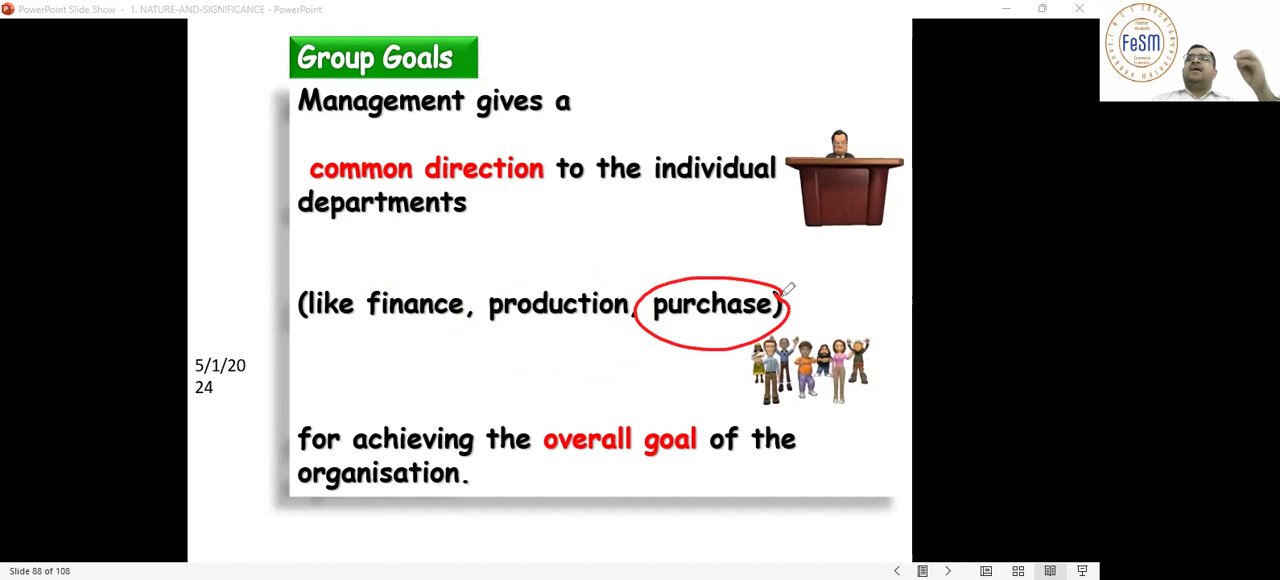 PowerPoint Slide Show - 1. NATURE-AND-SIGNIFICANCE - PowerPoint
FeSM
Group Goals
Management gives a
common direction to the individual
departments
(like finance, production, purchase)
5/1/20
24
for achieving the overall goal of the
organisation.
Slide 88 of 108